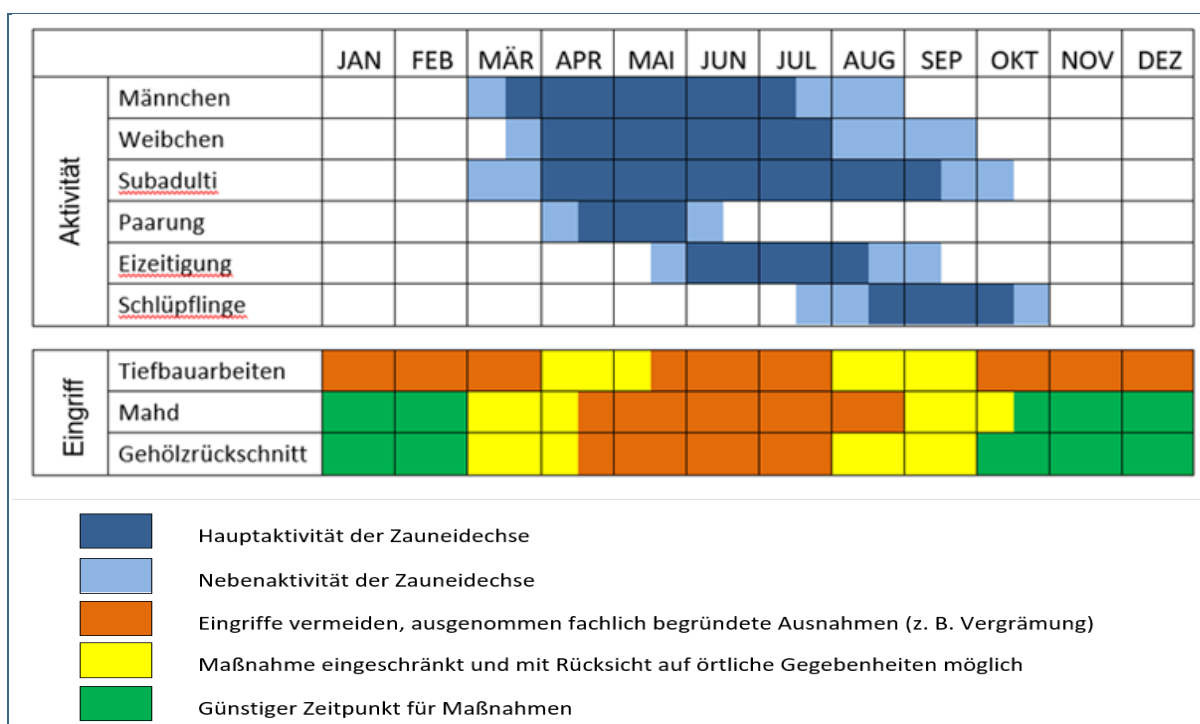 JAN FEB MÄR APR MAI JUN JUL AUG SEP OKT NOV DEZ
Aktivität
Männchen
Weibchen
Subadulti
Paarung
Eizeitigung
Schlüpflinge
Eingriff
Tiefbauarbeiten
Mahd
Gehölzrückschnitt
Hauptaktivität der Zauneidechse
Nebenaktivität der Zauneidechse
Eingriffe vermeiden, ausgenommen fachlich begründete Ausnahmen (z. B. Vergrämung)
Maßnahme eingeschränkt und mit Rücksicht auf örtliche Gegebenheiten möglich
Günstiger Zeitpunkt für Maßnahmen